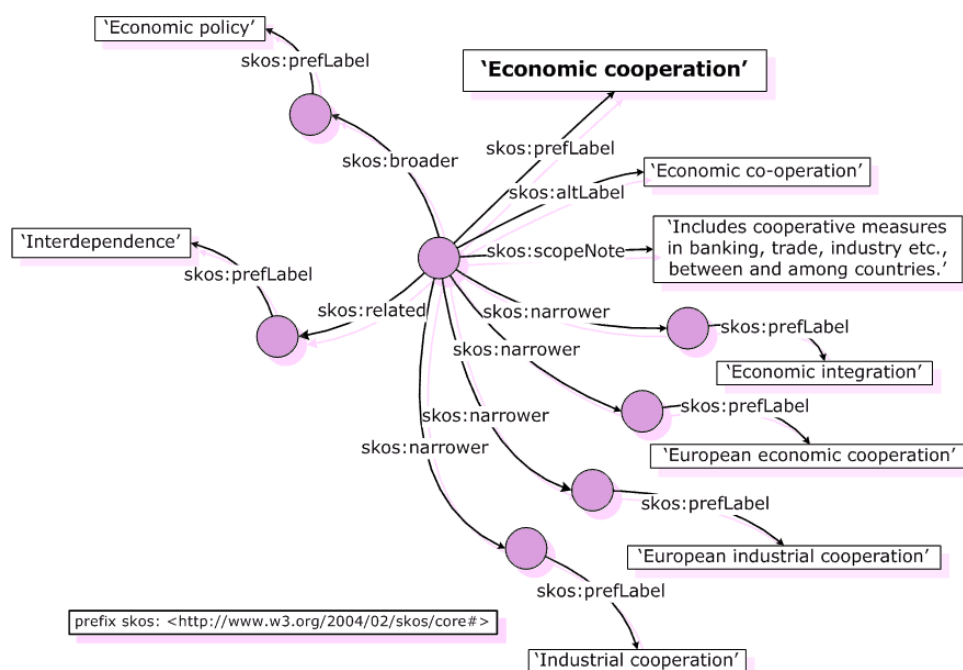 ‘Economic policy’
skos:prefLabel
‘Economic cooperation’
skos:prefLabel
skos:broader
‘Economic co-operation’
skos:altLabel
‘Interdependence’
skos:prefLabel
skos:scopeNote
‘Includes cooperative measures
in banking, trade, industry etc.,
between and among countries.’
skos:related
skos:narrower
skos:prefLabel
‘Economic integration’
skos:narrower
skos:prefLabel
‘European economic cooperation’
skos:narrower
skos:prefLabel
‘European industrial cooperation’
skos:narrower
skos:prefLabel
‘Industrial cooperation’
prefix skos: <http://www.w3.org/2004/02/skos/core#>